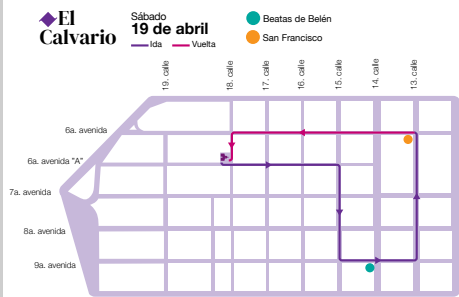 El
Calvario
Sábado
19 de abril
Ida
Vuelta
Beatas de Belén
San Francisco
19. calle
18. calle
17. calle
16. calle
15. calle
14. calle
13. calle
6a. avenida
6a. avenida "A"
7a. avenida
8a. avenida
9a. avenida